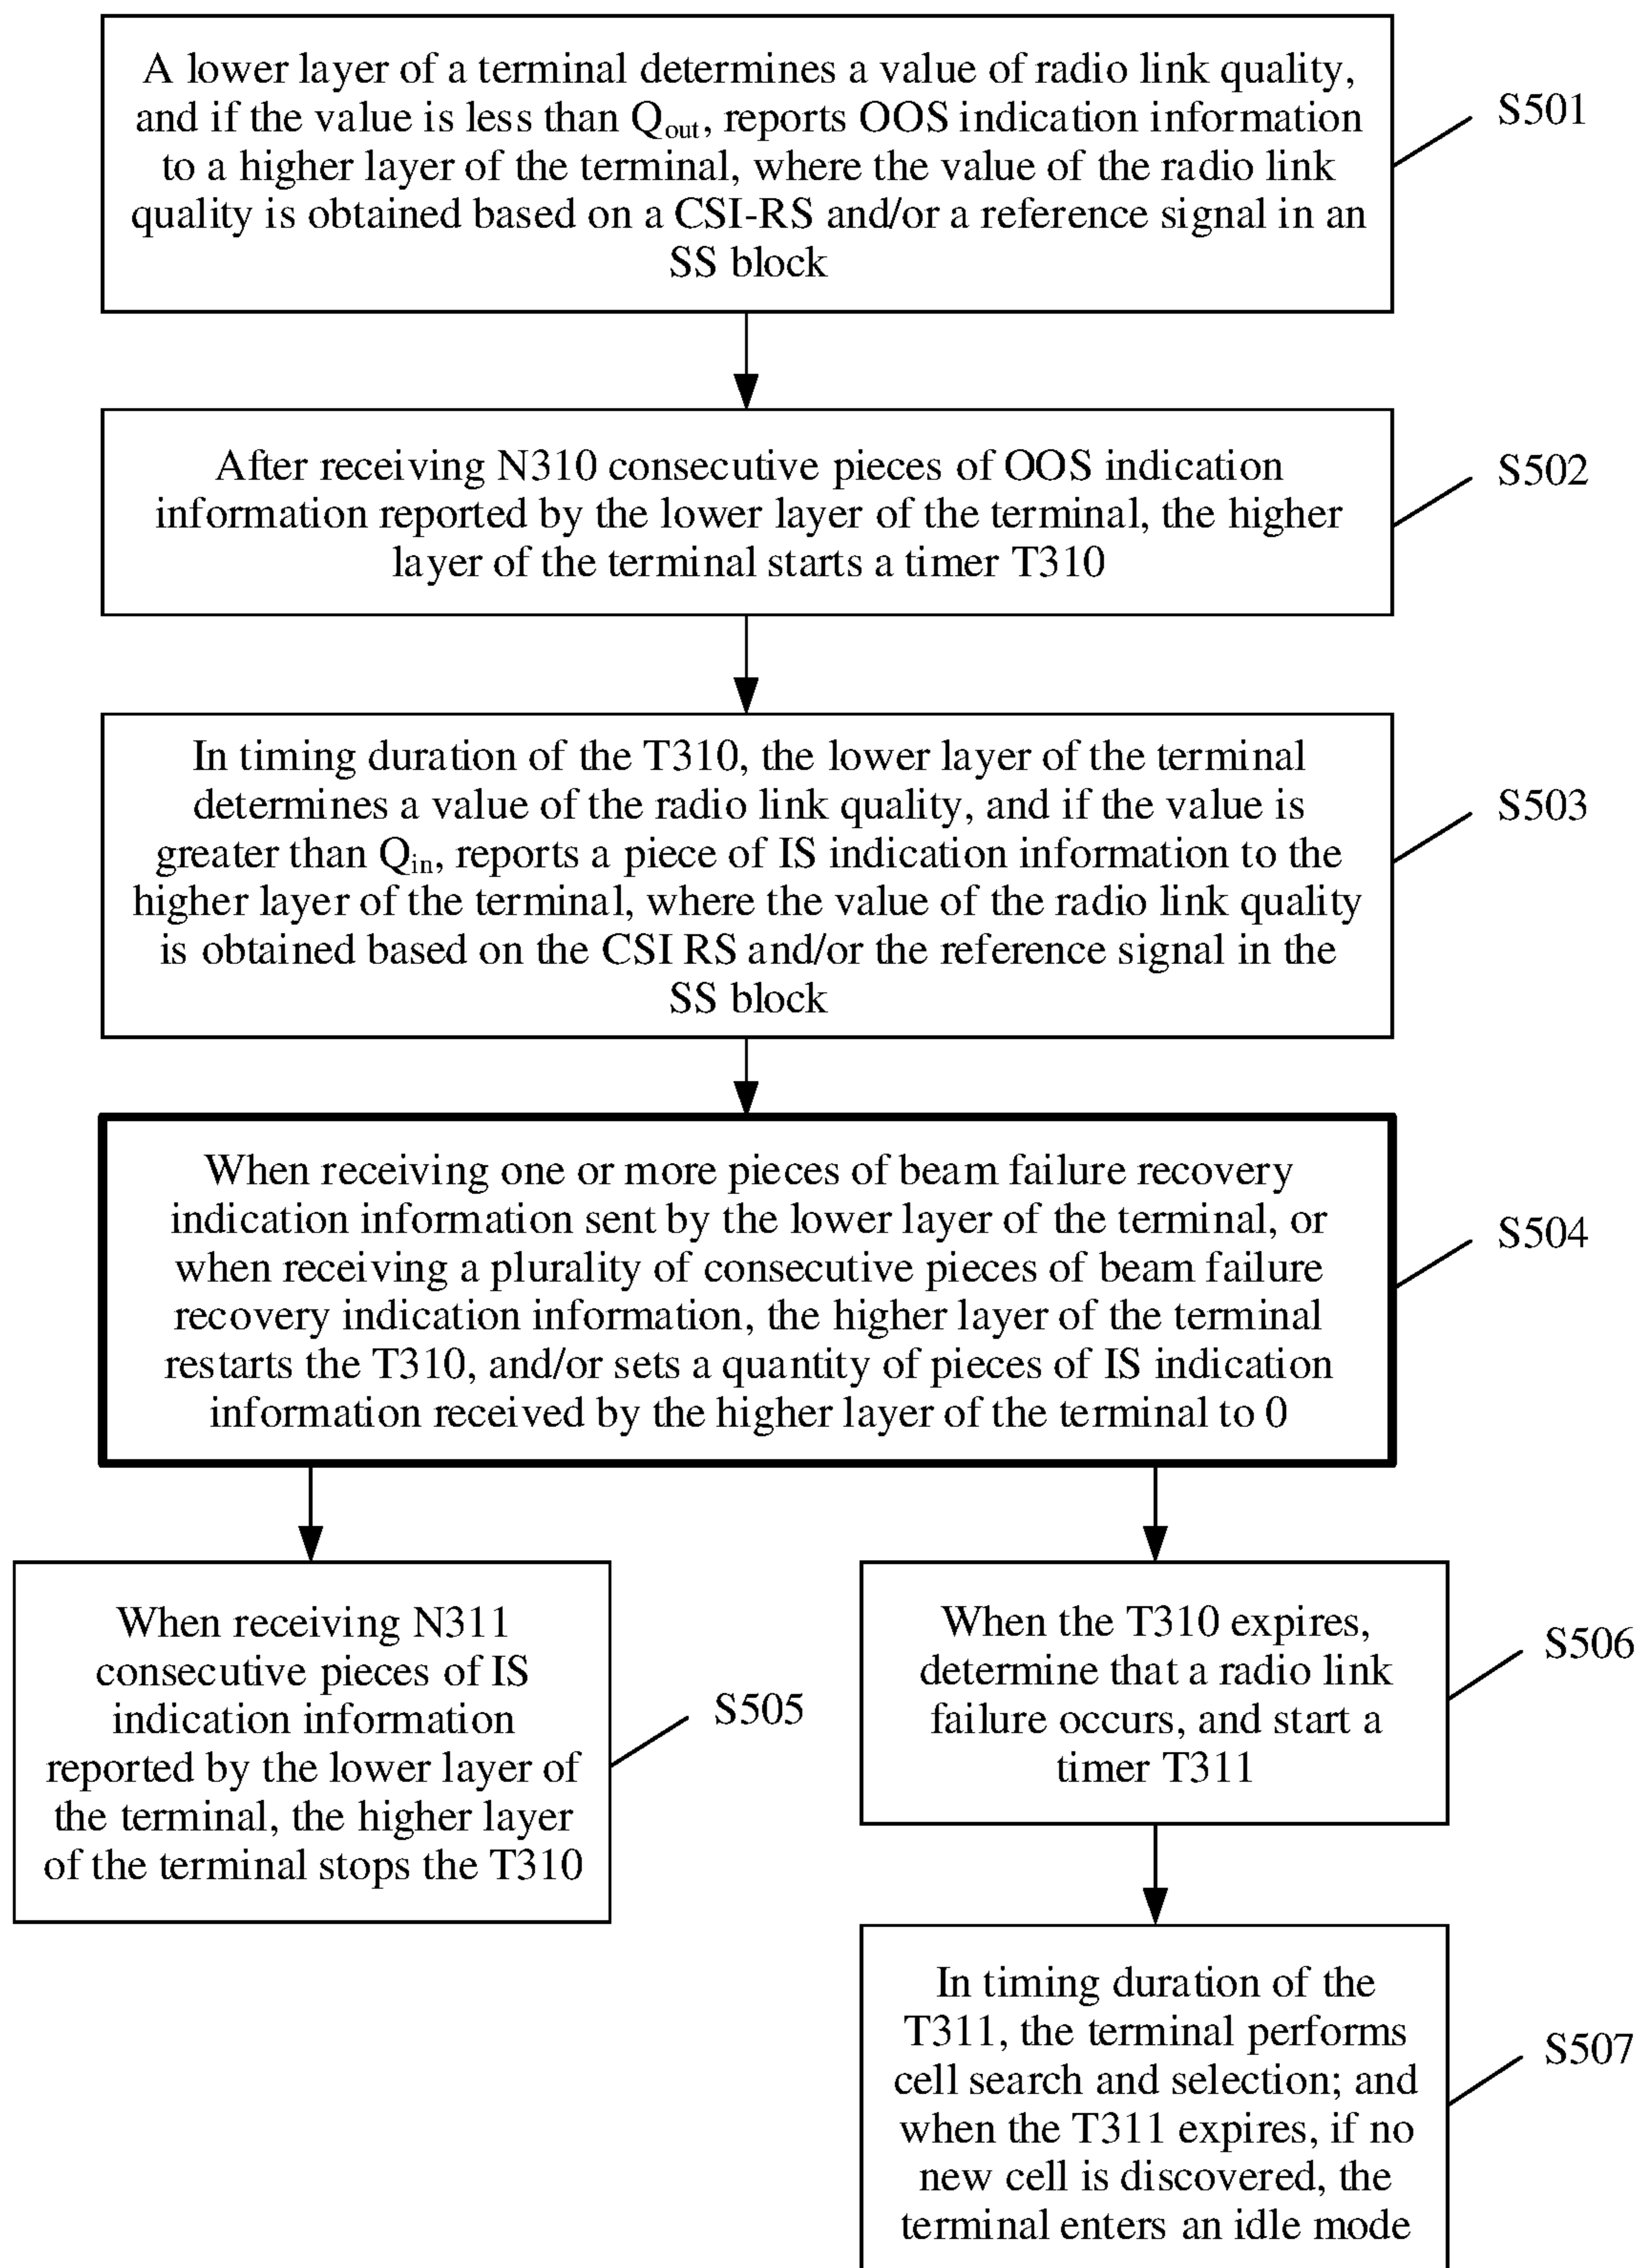 A lower layer of a terminal determines a value of radio link quality,
and if the value is less than Qout, reports OOS indication information
to a higher layer of the terminal, where the value of the radio link
quality is obtained based on a CSI-RS and/or a reference signal in an
SS block
S501
After receiving N310 consecutive pieces of OOS indication
information reported by the lower layer of the terminal, the higher
layer of the terminal starts a timer T310
S502
In timing duration of the T310, the lower layer of the terminal
determines a value of the radio link quality, and if the value is
greater than Qin, reports a piece of IS indication information to the
higher layer of the terminal, where the value of the radio link quality
is obtained based on the CSI RS and/or the reference signal in the
SS block
S503
When receiving one or more pieces of beam failure recovery
indication information sent by the lower layer of the terminal, or
when receiving a plurality of consecutive pieces of beam failure
recovery indication information, the higher layer of the terminal
restarts the T310, and/or sets a quantity of pieces of IS indication
information received by the higher layer of the terminal to 0
S504
When receiving N311
consecutive pieces of IS
indication information
reported by the lower layer of
the terminal, the higher layer
of the terminal stops the T310
S505
When the T310 expires,
determine that a radio link
failure occurs, and start a
timer T311
S506
In timing duration of the
T311, the terminal performs
cell search and selection; and
when the T311 expires, if no
new cell is discovered, the
terminal enters an idle mode
S507